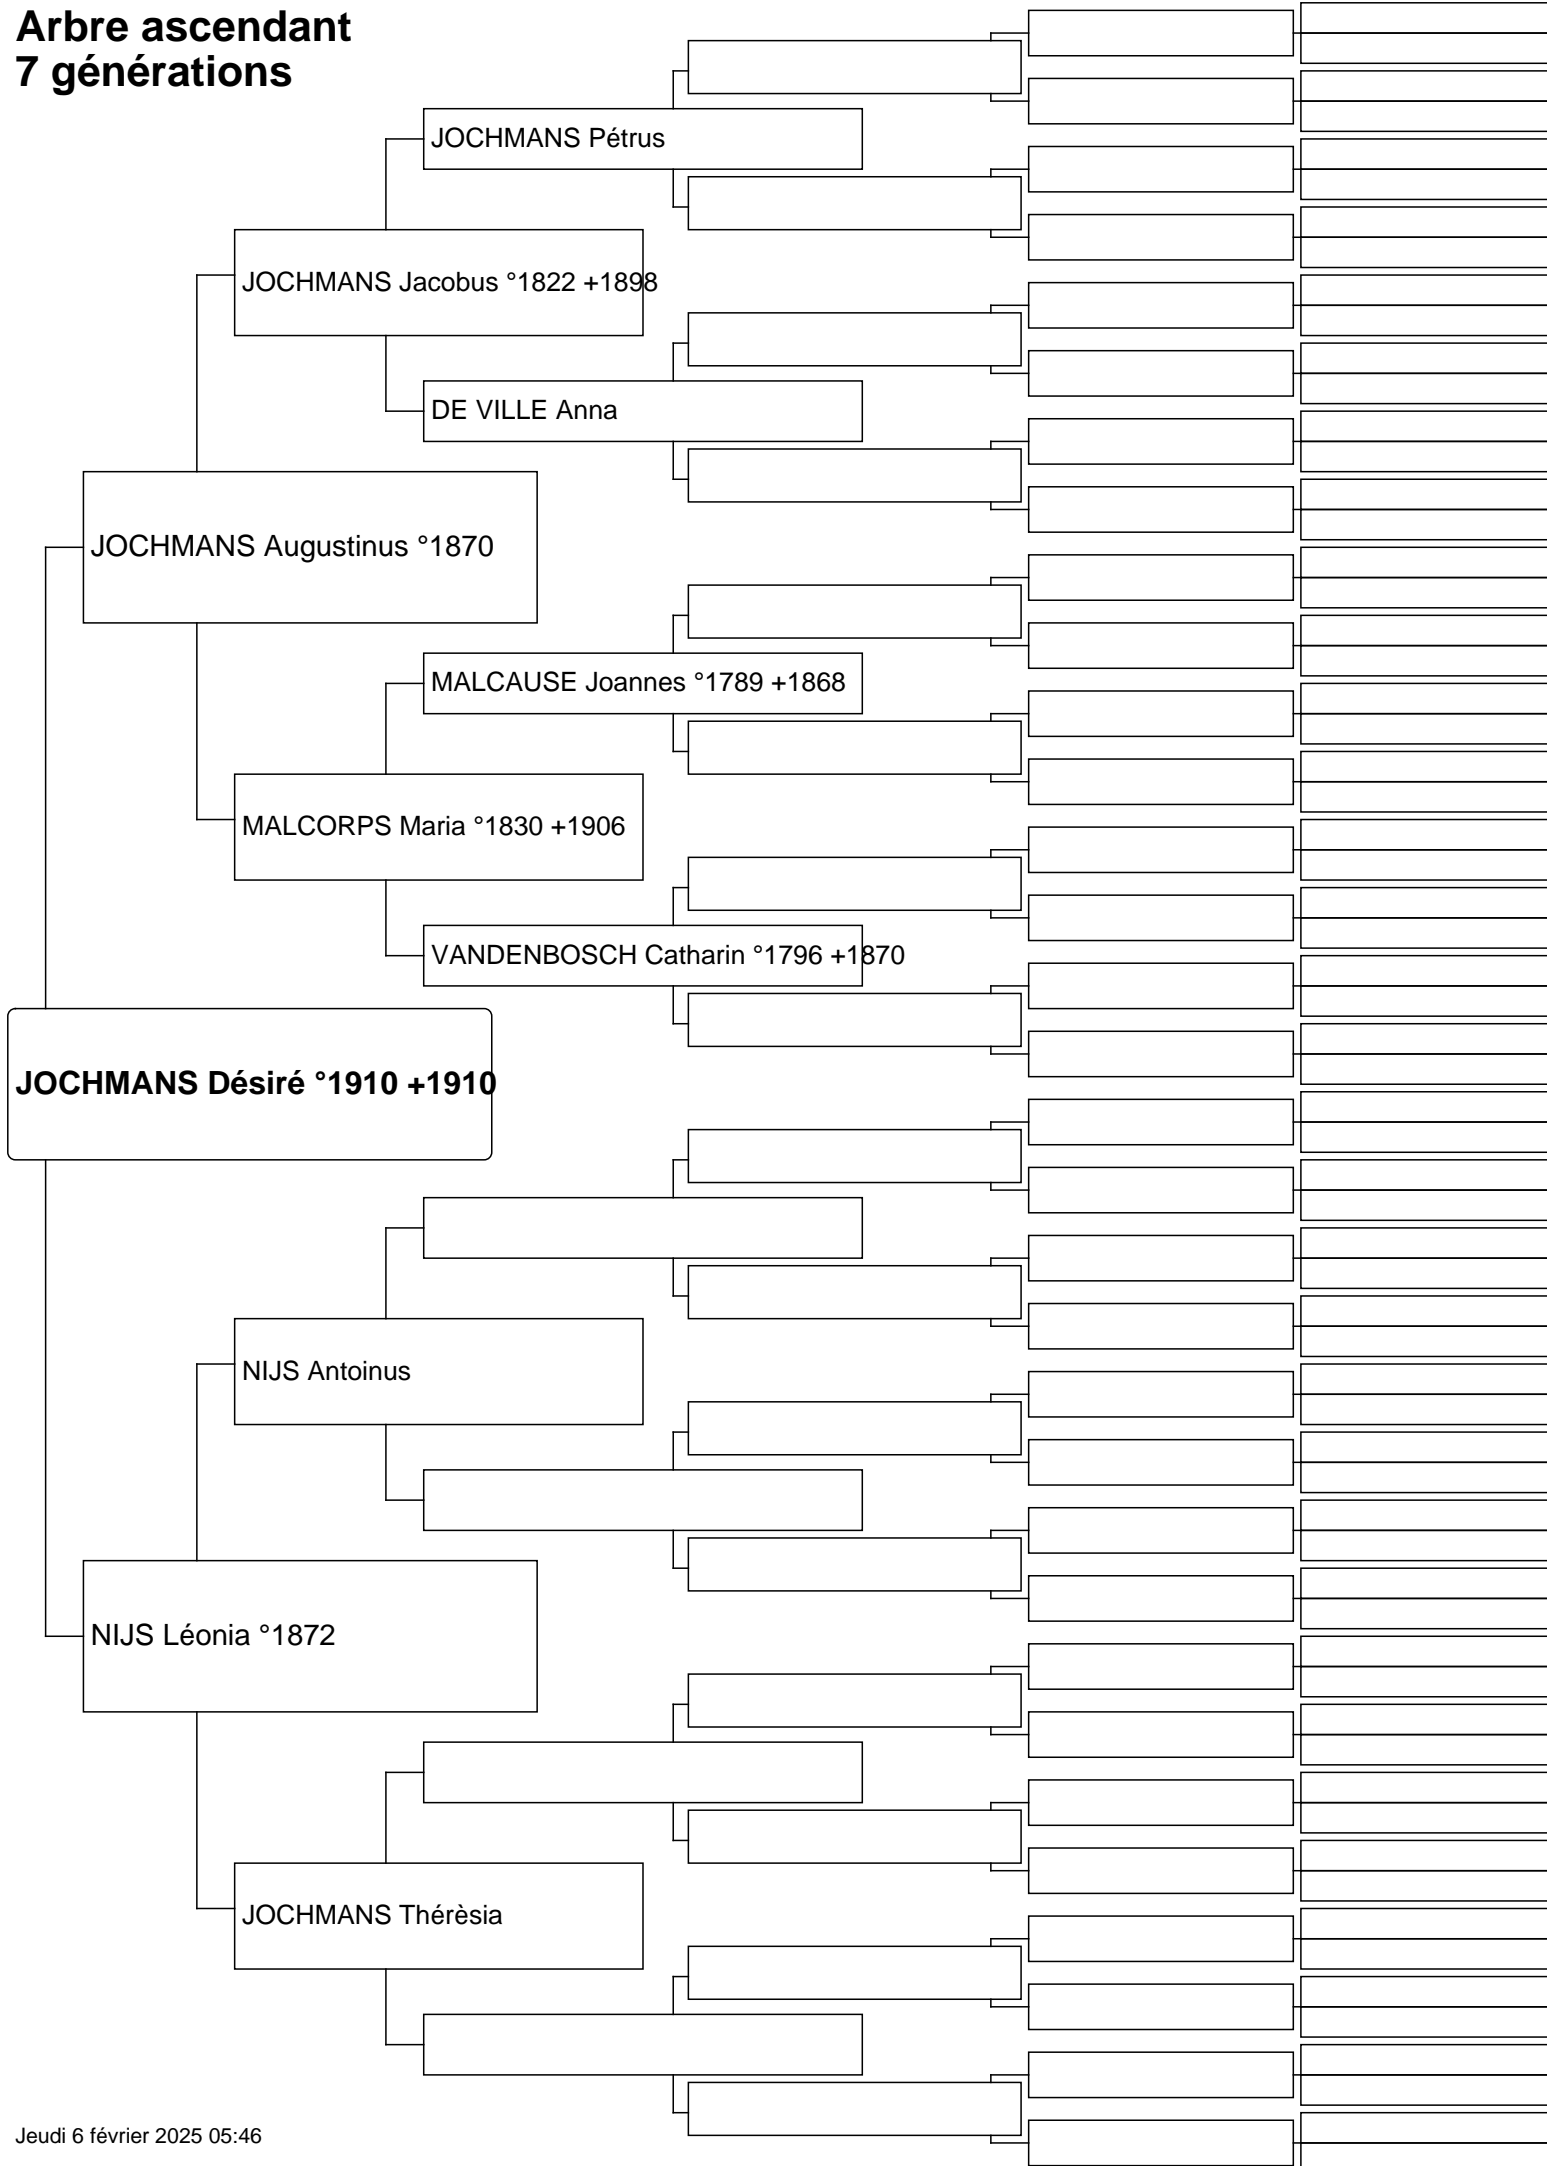 Arbre ascendant
7 générations
JOCHMANS Pétrus
JOCHMANS Jacobus °1822 +1898
DE VILLE Anna
JOCHMANS Augustinus °1870
MALCAUSE Joannes °1789 +1868
MALCORPS Maria °1830 +1906
VANDENBOSCH Catharin °1796 +1870
JOCHMANS Désiré °1910 +1910
NIJS Antoinus
NIJS Léonia °1872
JOCHMANS Thérèsia
Jeudi 6 février 2025 05:46